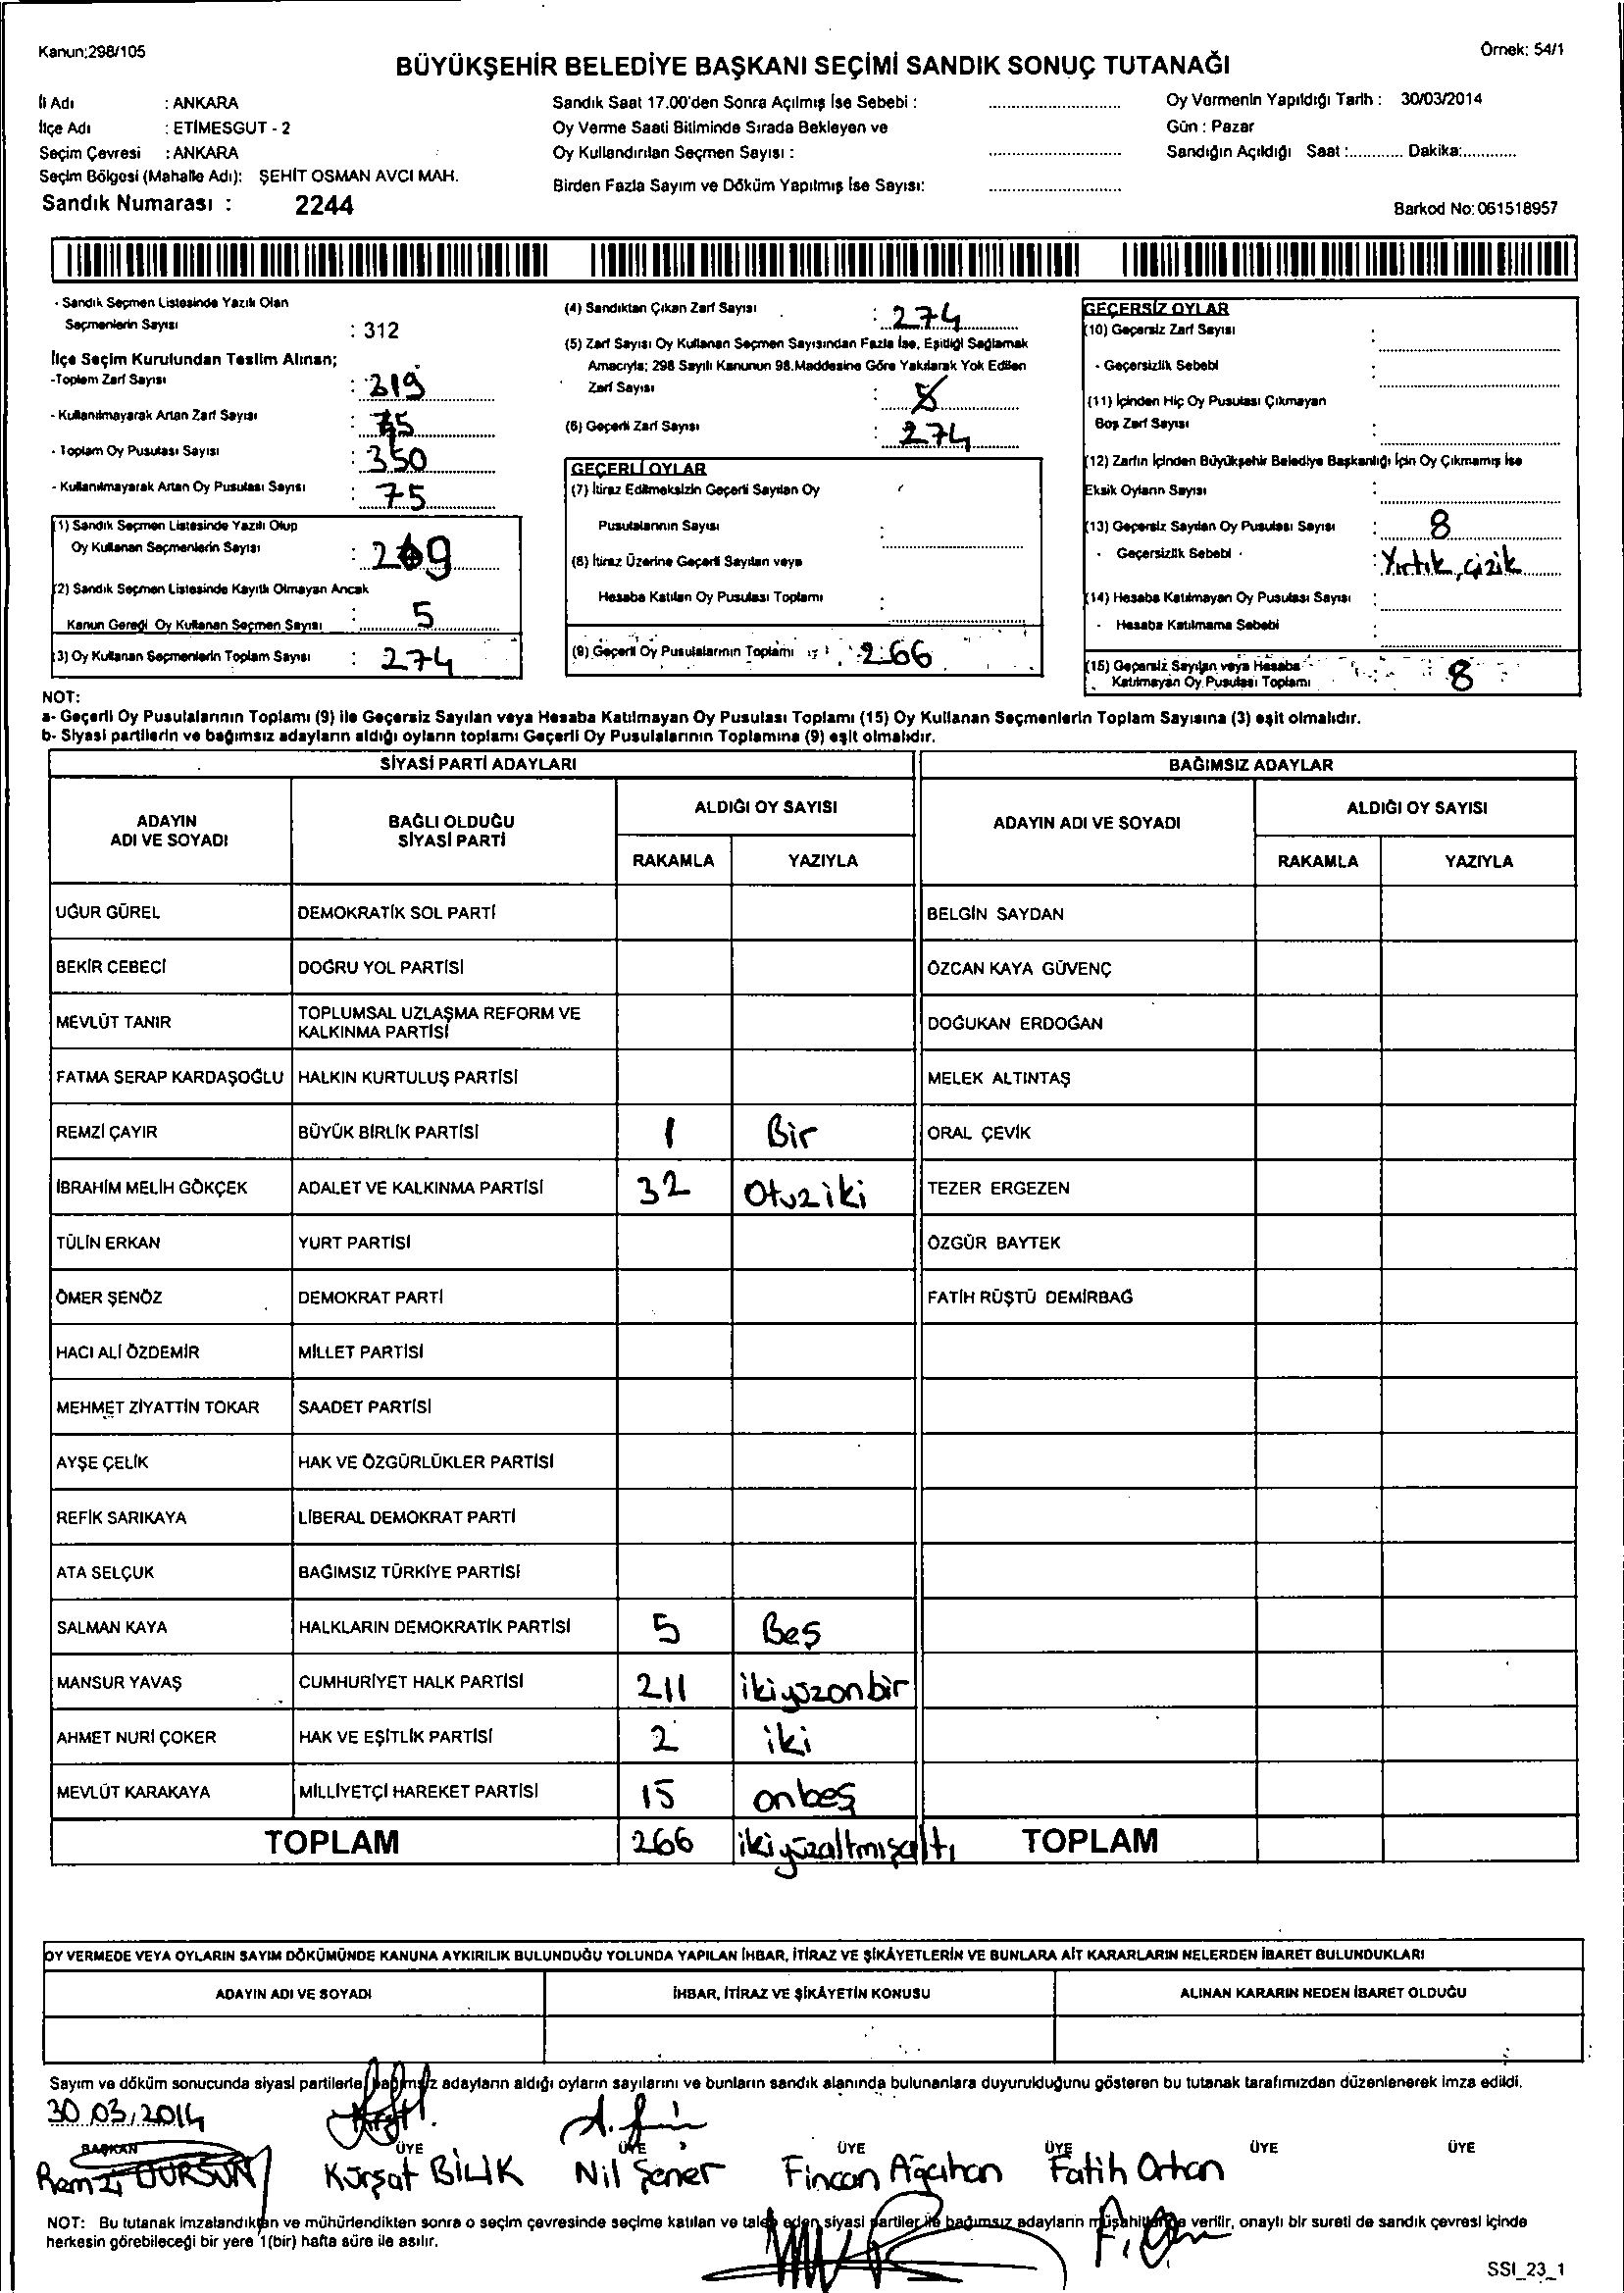 Kanun:298/105
Örnek: 54/1
BÜYÜKŞEHİR BELEDİYE BAŞKANI SEÇİMİ SANDIK SONUÇ TUTANAĞI
İl Adı : ANKARA
İlçe Adı : ETİMESGUT - 2
Seçim Çevresi : ANKARA
Seçim Bölgesi (Mahalle Adı): ŞEHİT OSMAN AVCI MAH.
Sandık Numarası : 2244
Sandık Saat 17.00'den Sonra Açılmış İse Sebebi : ..........
Oy Verme Saati Bitiminde Sırada Bekleyen ve
Oy Kullandırılan Seçmen Sayısı : ..........
Birden Fazla Sayım ve Döküm Yapılmış İse Sayısı: ..........
Oy Vermenin Yapıldığı Tarih : 30/03/2014
Gün : Pazar
Sandığın Açıldığı Saat :............ Dakika:............
Barkod No: 061518957
- Sandık Seçmen Listesinde Yazılı Olan
Seçmenlerin Sayısı : 312
İlçe Seçim Kurulundan Teslim Alınan;
-Toplam Zarf Sayısı : 319
- Kullanılmayarak Artan Zarf Sayısı : 45
- Toplam Oy Pusulası Sayısı : 350
- Kullanılmayarak Artan Oy Pusulası Sayısı : 75
(1) Sandık Seçmen Listesinde Yazılı Olup
Oy Kullanan Seçmenlerin Sayısı : 269
(2) Sandık Seçmen Listesinde Kayıtlı Olmayan Ancak
Kanun Gereği Oy Kullanan Seçmen Sayısı : 5
(3) Oy Kullanan Seçmenlerin Toplam Sayısı : 274
(4) Sandıktan Çıkan Zarf Sayısı : 274
(5) Zarf Sayısı Oy Kullanan Seçmen Sayısından Fazla İse, Eşitliği Sağlamak
Amacıyla; 298 Sayılı Kanunun 98.Maddesine Göre Yakılarak Yok Edilen
Zarf Sayısı :
(6) Geçerli Zarf Sayısı : 274
GEÇERLİ OYLAR
(7) İtiraz Edilmeksizin Geçerli Sayılan Oy
Pusulalarının Sayısı :
(8) İtiraz Üzerine Geçerli Sayılan veya
Hesaba Katılan Oy Pusulası Toplamı :
(9) Geçerli Oy Pusulalarının Toplamı : 266
GEÇERSİZ OYLAR
(10) Geçersiz Zarf Sayısı :
- Geçersizlik Sebebi :
(11) İçinden Hiç Oy Pusulası Çıkmayan
Boş Zarf Sayısı :
(12) Zarfın İçinden Büyükşehir Belediye Başkanlığı İçin Oy Çıkmamış İse
Eksik Oyların Sayısı :
(13) Geçersiz Sayılan Oy Pusulası Sayısı : 8
- Geçersizlik Sebebi - : Yırtık, çizik
(14) Hesaba Katılmayan Oy Pusulası Sayısı :
- Hesaba Katılmama Sebebi :
(15) Geçersiz Sayılan veya Hesaba
Katılmayan Oy Pusulası Toplamı 8
NOT:
a- Geçerli Oy Pusulalarının Toplamı (9) ile Geçersiz Sayılan veya Hesaba Katılmayan Oy Pusulası Toplamı (15) Oy Kullanan Seçmenlerin Toplam Sayısına (3) eşit olmalıdır.
b- Siyasi partilerin ve bağımsız adayların aldığı oyların toplamı Geçerli Oy Pusulalarının Toplamına (9) eşit olmalıdır.
SİYASİ PARTİ ADAYLARI BAĞIMSIZ ADAYLAR
ADAYIN ADI VE SOYADI BAĞLI OLDUĞU SİYASİ PARTİ ALDIĞI OY SAYISI ADAYIN ADI VE SOYADI ALDIĞI OY SAYISI
RAKAMLA YAZIYLA RAKAMLA YAZIYLA
UĞUR GÜREL DEMOKRATİK SOL PARTİ BELGİN SAYDAN
BEKİR CEBECİ DOĞRU YOL PARTİSİ ÖZCAN KAYA GÜVENÇ
MEVLÜT TANIR TOPLUMSAL UZLAŞMA REFORM VE KALKINMA PARTİSİ DOĞUKAN ERDOĞAN
FATMA SERAP KARDAŞOĞLU HALKIN KURTULUŞ PARTİSİ MELEK ALTINTAŞ
REMZİ ÇAYIR BÜYÜK BİRLİK PARTİSİ 1 Bir ORAL ÇEVİK
İBRAHİM MELİH GÖKÇEK ADALET VE KALKINMA PARTİSİ 32 Otuziki TEZER ERGEZEN
TÜLİN ERKAN YURT PARTİSİ ÖZGÜR BAYTEK
ÖMER ŞENÖZ DEMOKRAT PARTİ FATİH RÜŞTÜ DEMİRBAĞ
HACI ALİ ÖZDEMİR MİLLET PARTİSİ
MEHMET ZİYATTİN TOKAR SAADET PARTİSİ
AYŞE ÇELİK HAK VE ÖZGÜRLÜKLER PARTİSİ
REFİK SARIKAYA LİBERAL DEMOKRAT PARTİ
ATA SELÇUK BAĞIMSIZ TÜRKİYE PARTİSİ
SALMAN KAYA HALKLARIN DEMOKRATİK PARTİSİ 5 Beş
MANSUR YAVAŞ CUMHURİYET HALK PARTİSİ 211 ikiyüzonbir
AHMET NURİ ÇOKER HAK VE EŞİTLİK PARTİSİ 2 iki
MEVLÜT KARAKAYA MİLLİYETÇİ HAREKET PARTİSİ 15 onbeş
TOPLAM 266 ikiyüzaltmışaltı TOPLAM
OY VERMEDE VEYA OYLARIN SAYIM DÖKÜMÜNDE KANUNA AYKIRILIK BULUNDUĞU YOLUNDA YAPILAN İHBAR, İTİRAZ VE ŞİKÂYETLERİN VE BUNLARA AİT KARARLARIN NELERDEN İBARET BULUNDUKLARI
ADAYIN ADI VE SOYADI İHBAR, İTİRAZ VE ŞİKÂYETİN KONUSU ALINAN KARARIN NEDEN İBARET OLDUĞU
Sayım ve döküm sonucunda siyasi partilerle bağımsız adayların aldığı oyların sayılarını ve bunların sandık alanında bulunanlara duyurulduğunu gösteren bu tutanak tarafımızdan düzenlenerek imza edildi.
30.03.2014
BAŞKAN ÜYE ÜYE ÜYE ÜYE ÜYE ÜYE
Remzi DURSUN Kürşat BİLİK Nil Şener Fincan Ağcıhan Fatih Ortan
NOT: Bu tutanak imzalandıktan ve mühürlendikten sonra o seçim çevresinde seçime katılan ve talep eden siyasi partiler ile bağımsız adayların müşahitlerine verilir, onaylı bir sureti de sandık çevresi içinde
herkesin görebileceği bir yere 1(bir) hafta süre ile asılır.
SSI_23_1